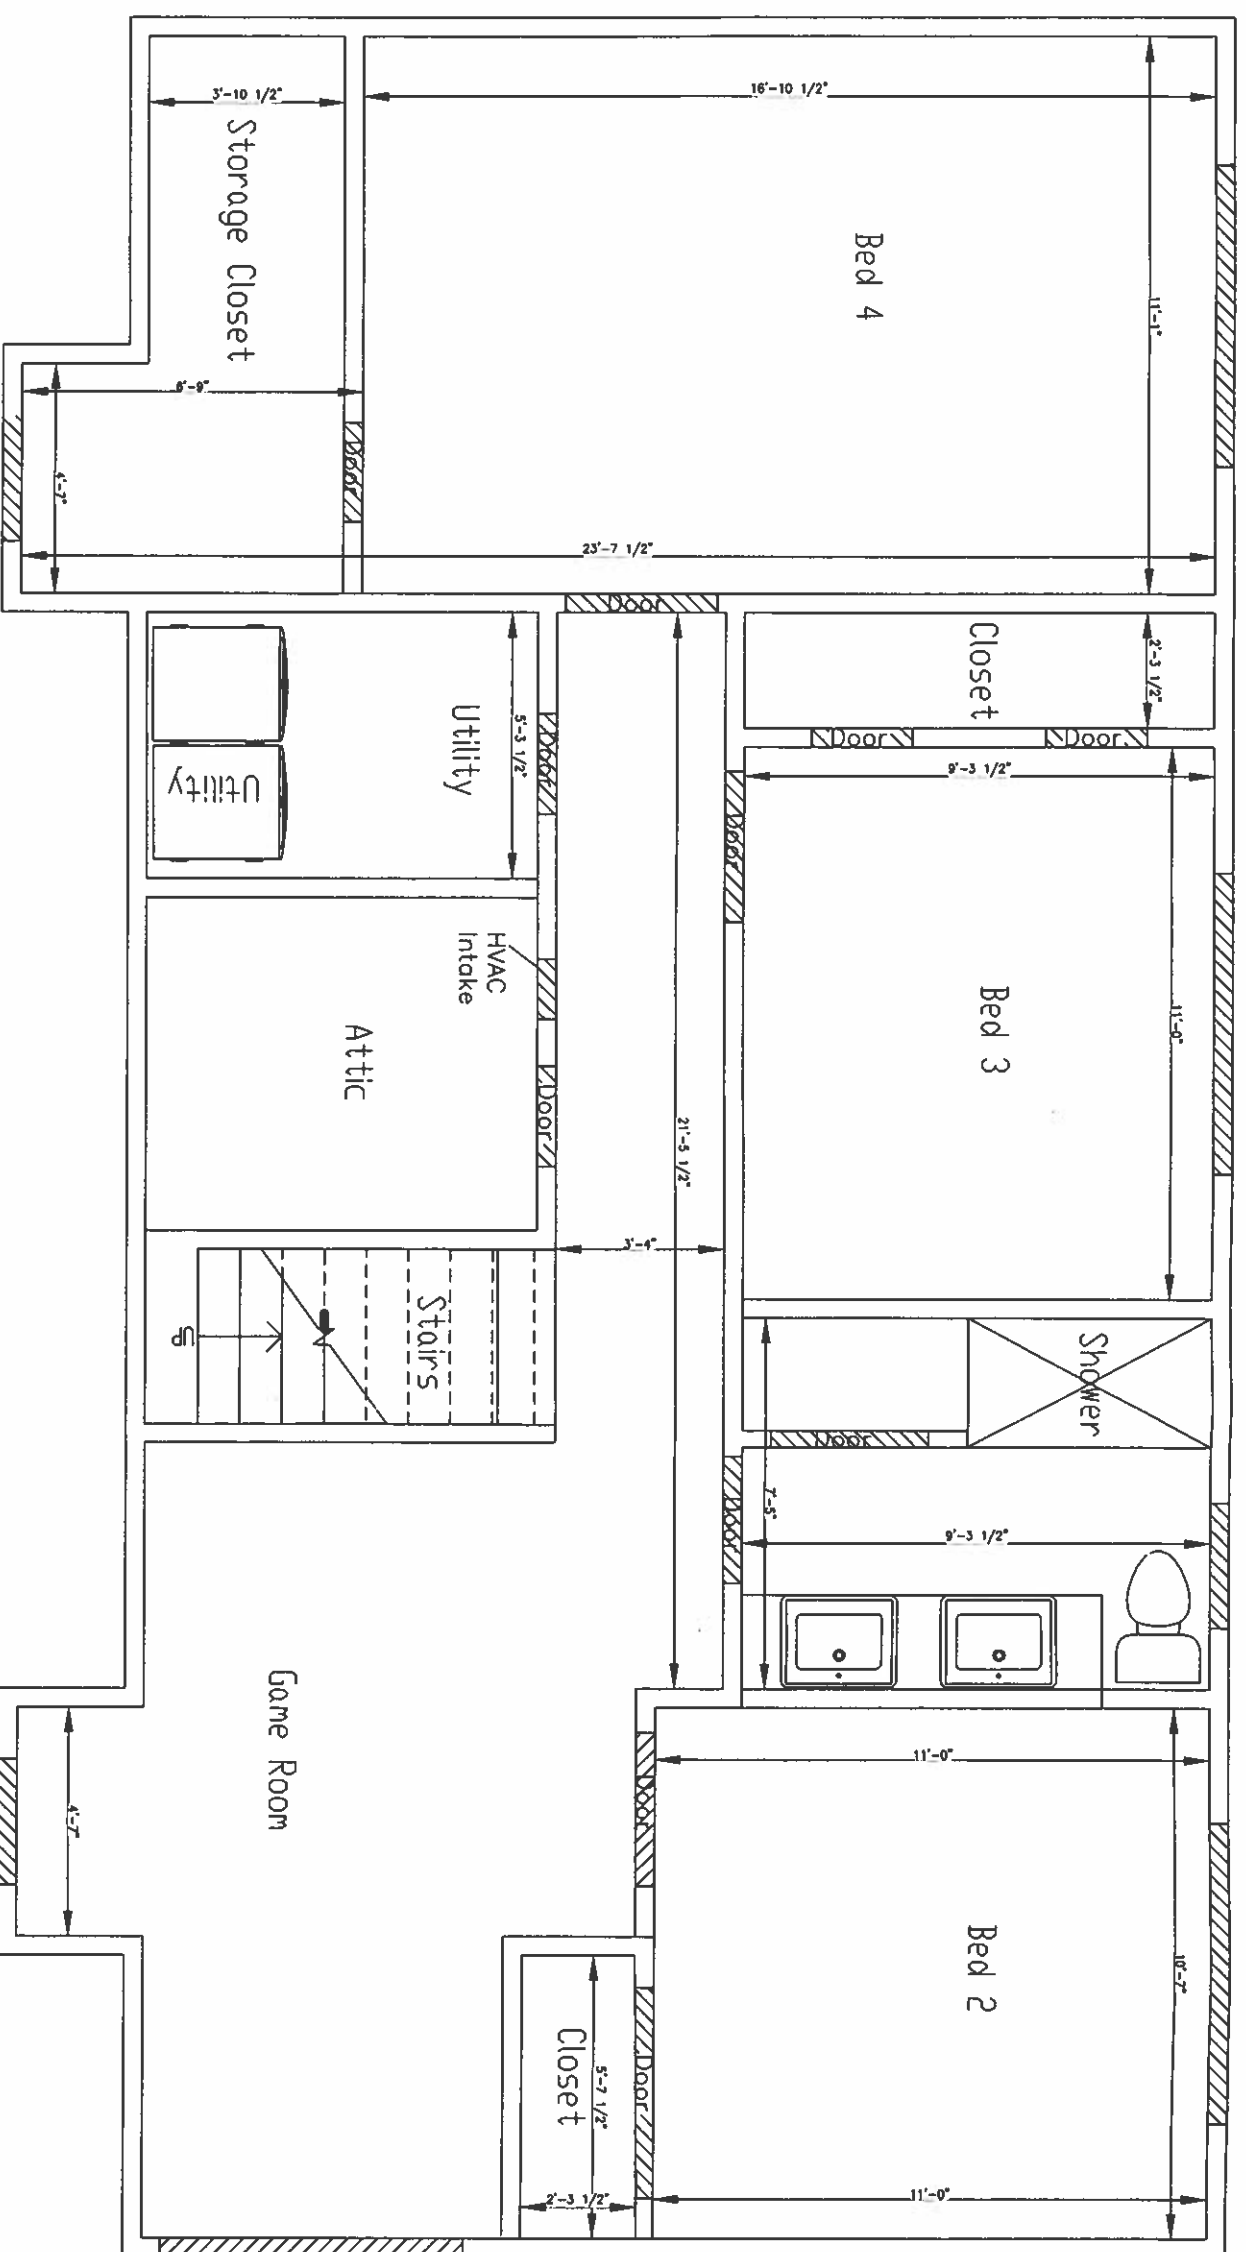 16'-10 1/2"
3'-10 1/2"
Storage Closet
Bed 4
11'-1"
6'-9"
4'-7"
Door
23'-7 1/2"
Door
Closet
2'-3 1/2"
Door
Door
9'-3 1/2"
Utility
5'-3 1/2"
Door
Utility
Door
HVAC
Intake
Attic
Door
Bed 3
11'-0"
21'-5 1/2"
3'-4"
Stairs
UP
Shower
Door
7'-5"
Door
9'-3 1/2"
Game Room
4'-7"
Door
11'-0"
Bed 2
10'-7"
Closet
5'-7 1/2"
Door
2'-3 1/2"
11'-0"